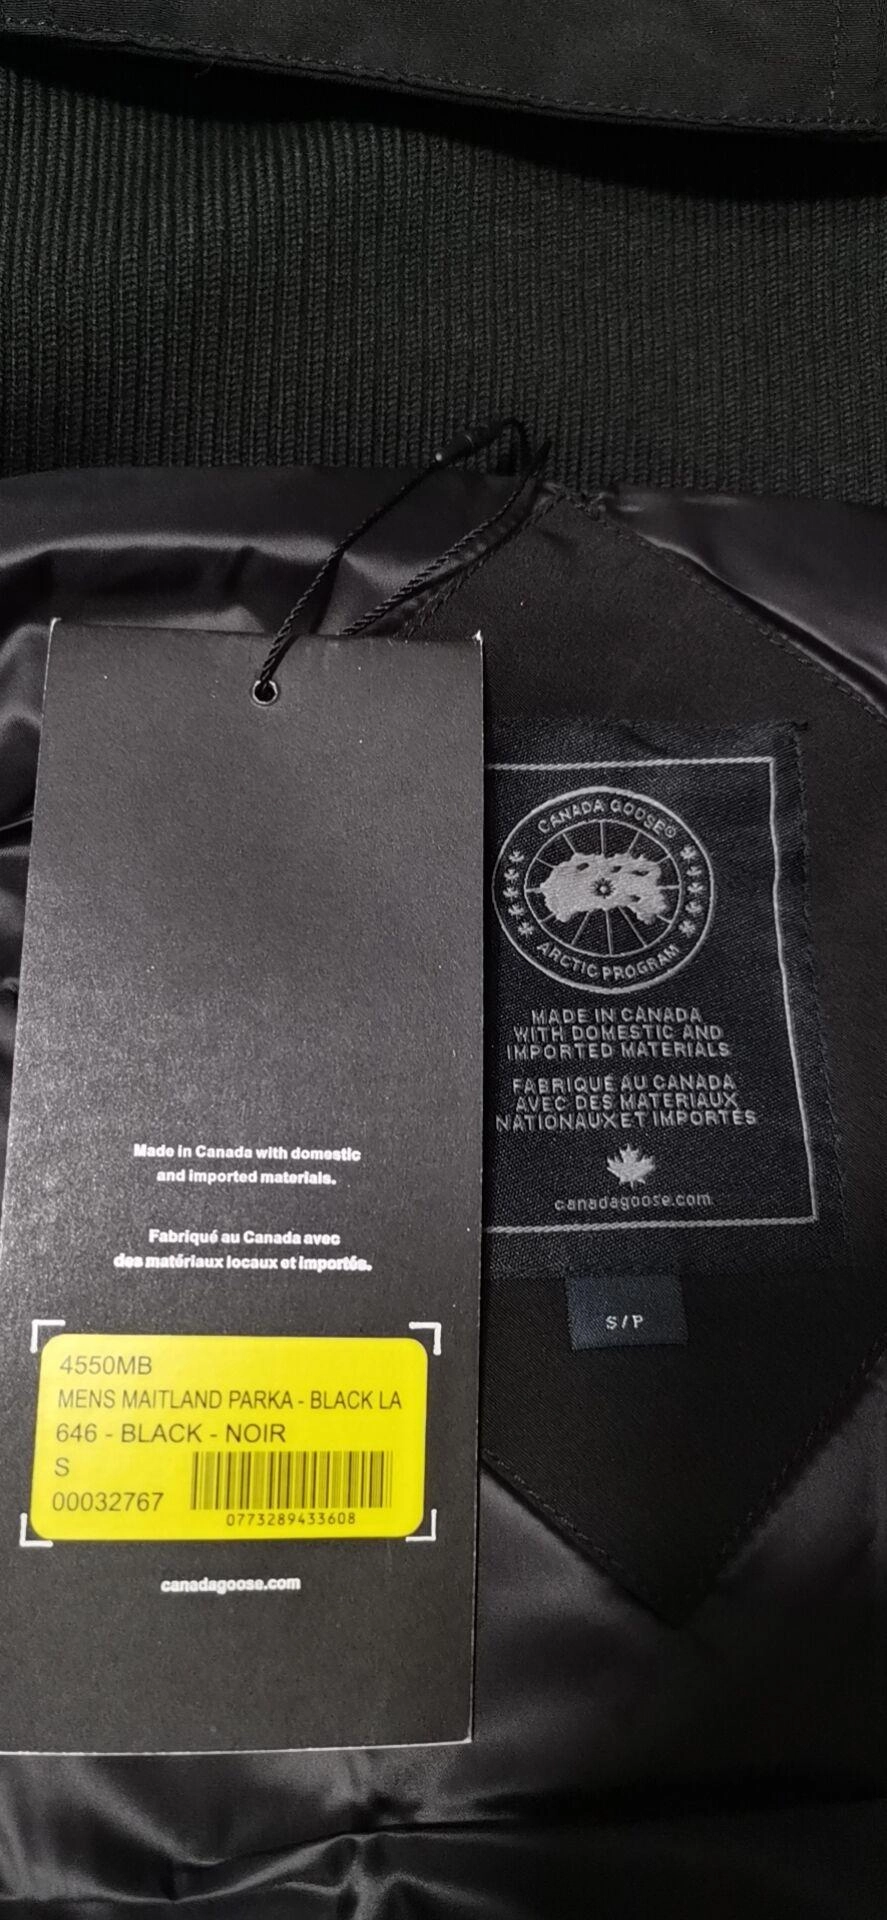 Made in Canada with domestic
and imported materials.
Fabriqué au Canada avec
des matériaux locaux et importés.
4550MB
MENS MAITLAND PARKA - BLACK LA
646 - BLACK - NOIR
S
00032767
0773289433608
canadagoose.com
CANADA GOOSE®
ARCTIC PROGRAM
MADE IN CANADA
WITH DOMESTIC AND
IMPORTED MATERIALS
FABRIQUÉ AU CANADA
AVEC DES MATERIAUX
NATIONAUX ET IMPORTÉS
canadagoose.com
S/P